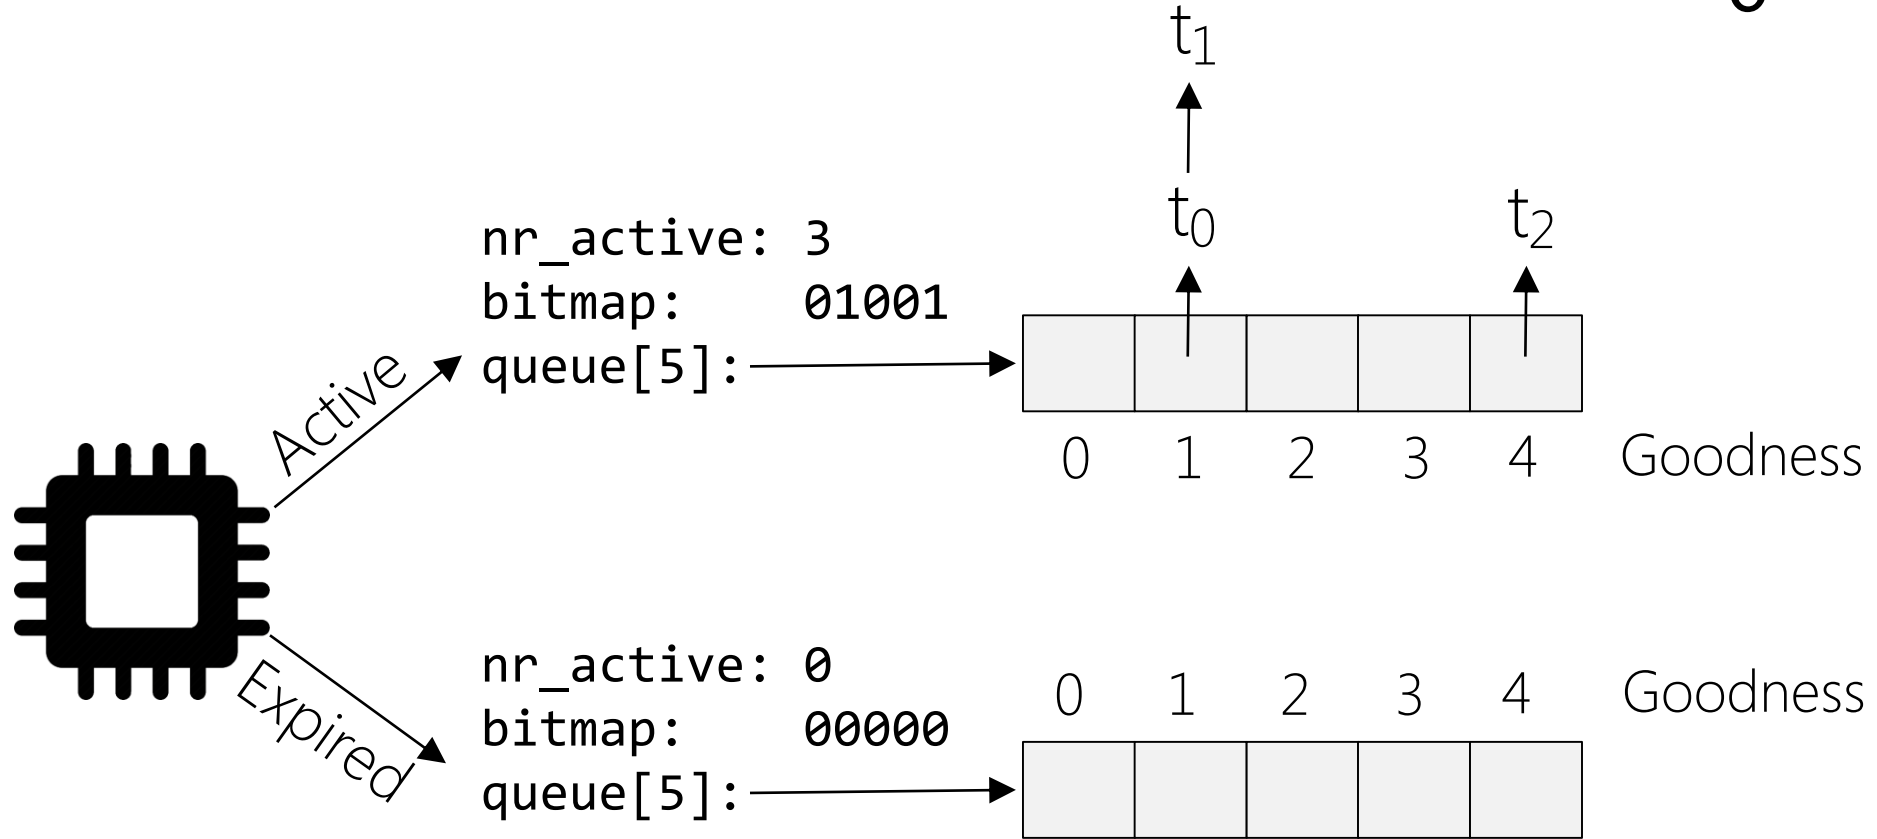 t1
t0
t2
nr_active: 3
bitmap: 01001
queue[5]:
Active
0 1 2 3 4 Goodness
Expired
nr_active: 0
bitmap: 00000
queue[5]:
0 1 2 3 4 Goodness